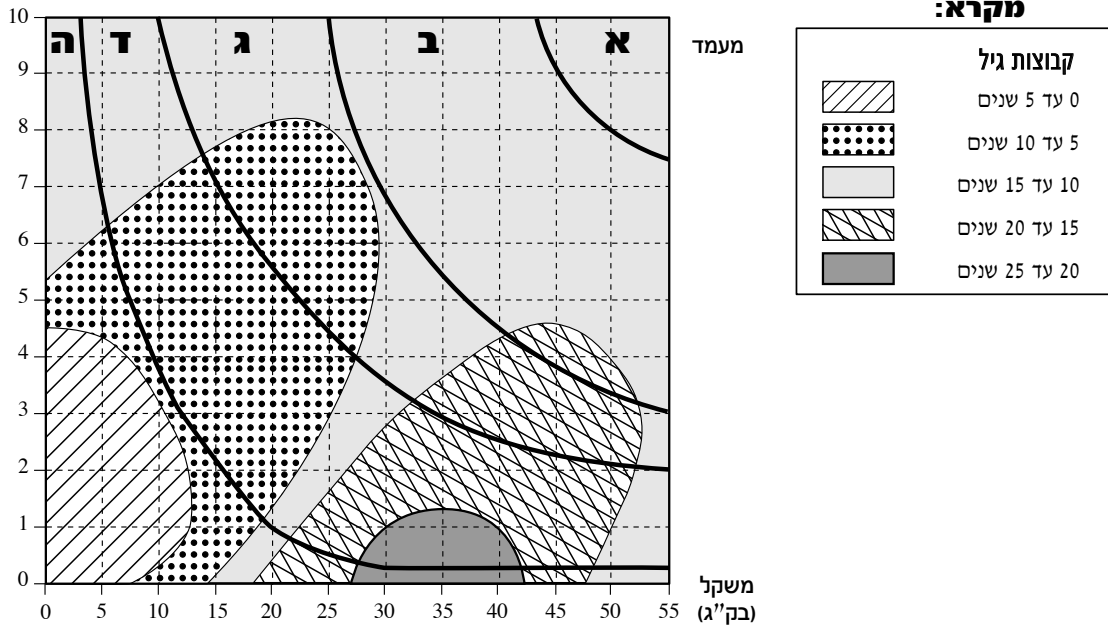 מקרא:
קבוצות גיל
0 עד 5 שנים
5 עד 10 שנים
10 עד 15 שנים
15 עד 20 שנים
20 עד 25 שנים
מעמד
א ב ג ד ה
10
9
8
7
6
5
4
3
2
1
0
0 5 10 15 20 25 30 35 40 45 50 55
משקל
(בק"ג)